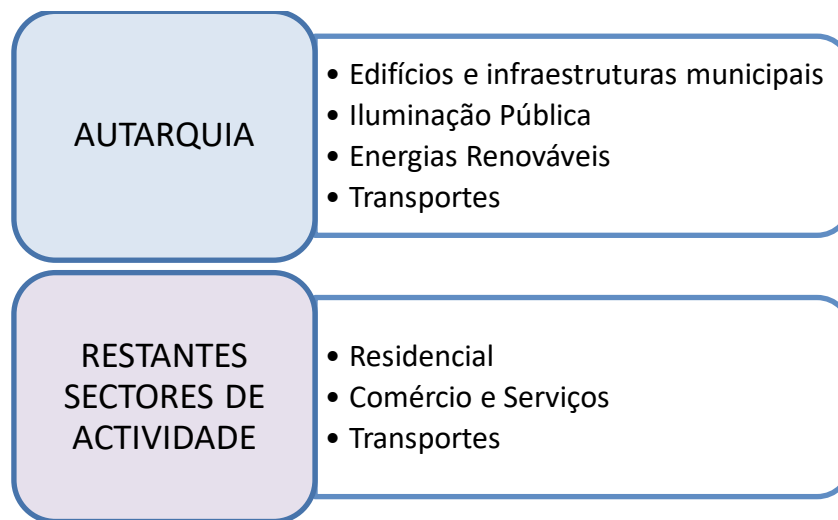 AUTARQUIA
• Edifícios e infraestruturas municipais
• Iluminação Pública
• Energias Renováveis
• Transportes
RESTANTES
SECTORES DE
ACTIVIDADE
• Residencial
• Comércio e Serviços
• Transportes